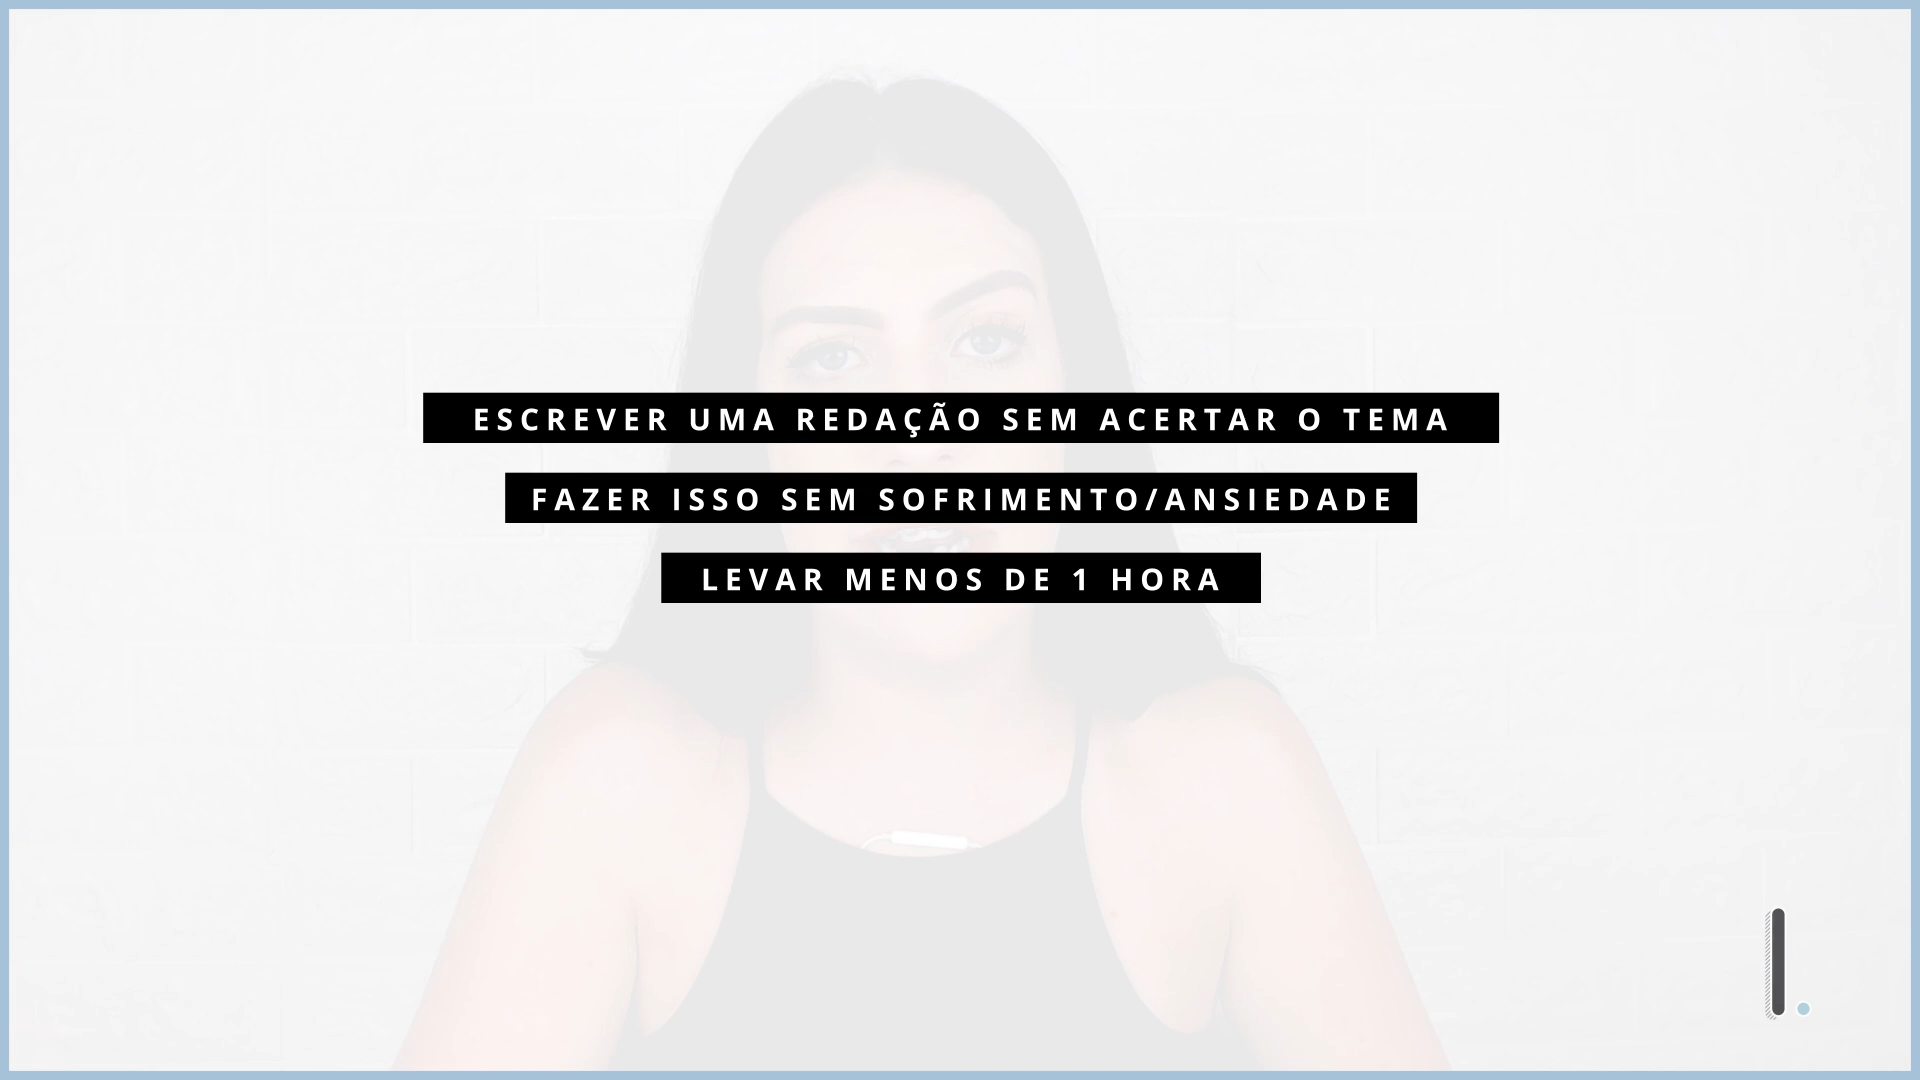 ESCREVER UMA REDAÇÃO SEM ACERTAR O TEMA
FAZER ISSO SEM SOFRIMENTO/ANSIEDADE
LEVAR MENOS DE 1 HORA